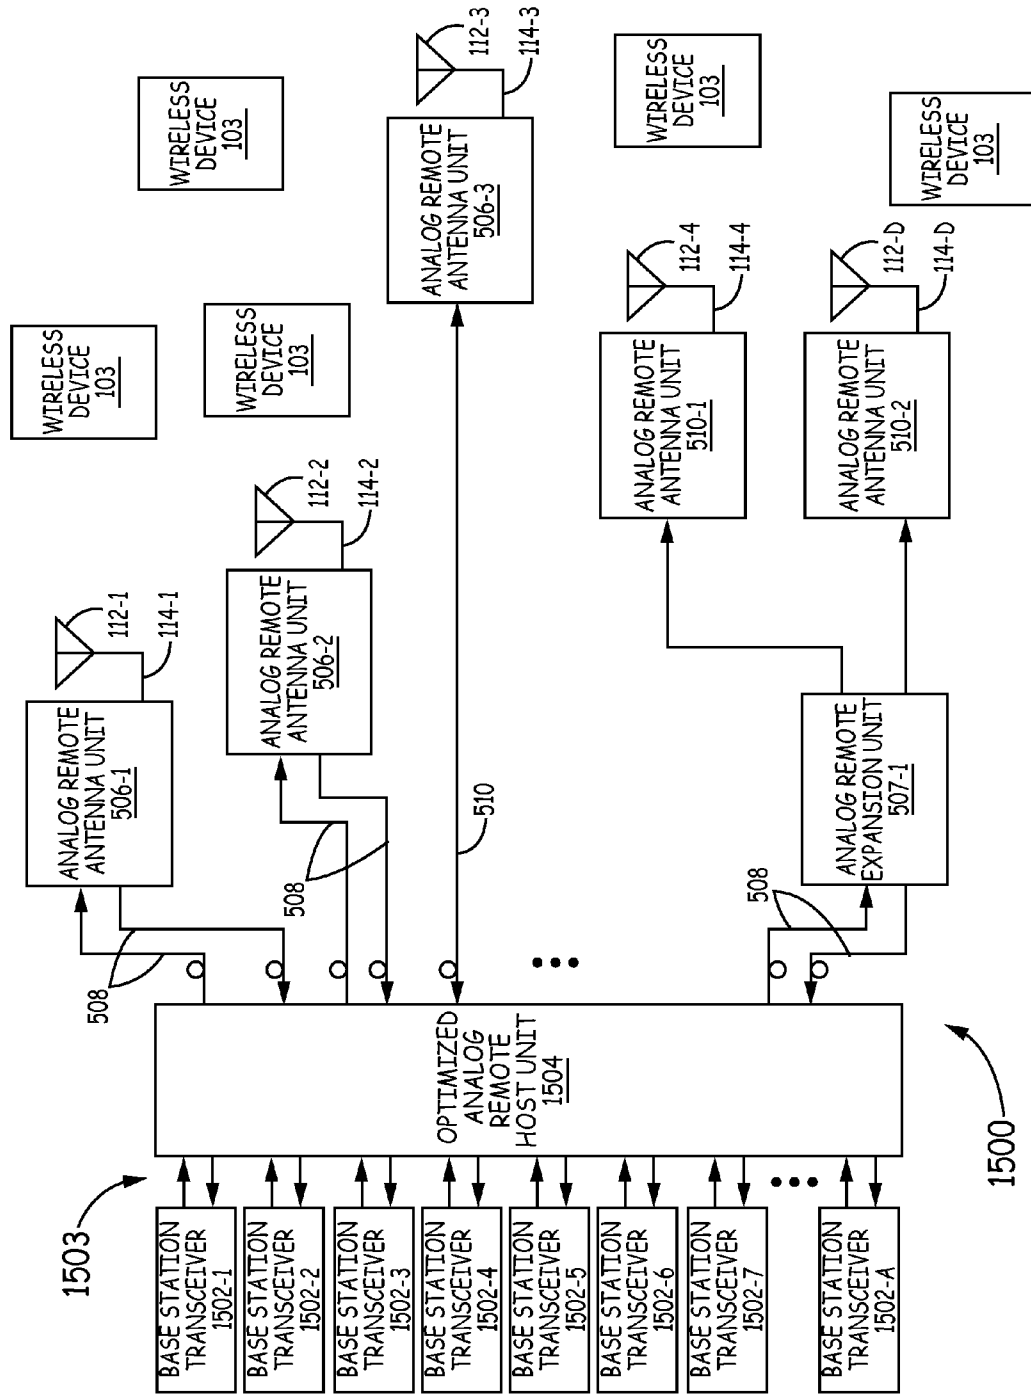 1503
BASE STATION
TRANSCEIVER
1502-1
BASE STATION
TRANSCEIVER
1502-2
BASE STATION
TRANSCEIVER
1502-3
BASE STATION
TRANSCEIVER
1502-4
BASE STATION
TRANSCEIVER
1502-5
BASE STATION
TRANSCEIVER
1502-6
BASE STATION
TRANSCEIVER
1502-7
BASE STATION
TRANSCEIVER
1502-A
OPTIMIZED
ANALOG
REMOTE
HOST UNIT
1504
1500
508
508
510
508
ANALOG REMOTE
ANTENNA UNIT
506-1
112-1
114-1
ANALOG REMOTE
ANTENNA UNIT
506-2
112-2
114-2
ANALOG REMOTE
ANTENNA UNIT
506-3
112-3
114-3
ANALOG REMOTE
EXPANSION UNIT
507-1
ANALOG REMOTE
ANTENNA UNIT
510-1
112-4
114-4
ANALOG REMOTE
ANTENNA UNIT
510-2
112-D
114-D
WIRELESS
DEVICE
103
WIRELESS
DEVICE
103
WIRELESS
DEVICE
103
WIRELESS
DEVICE
103
WIRELESS
DEVICE
103